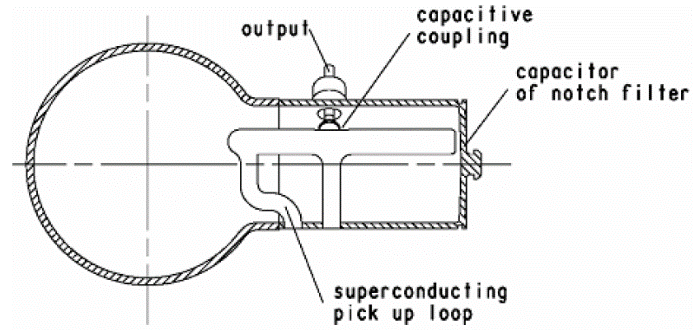 output
capacitive
coupling
capacitor
of notch filter
superconducting
pick up loop